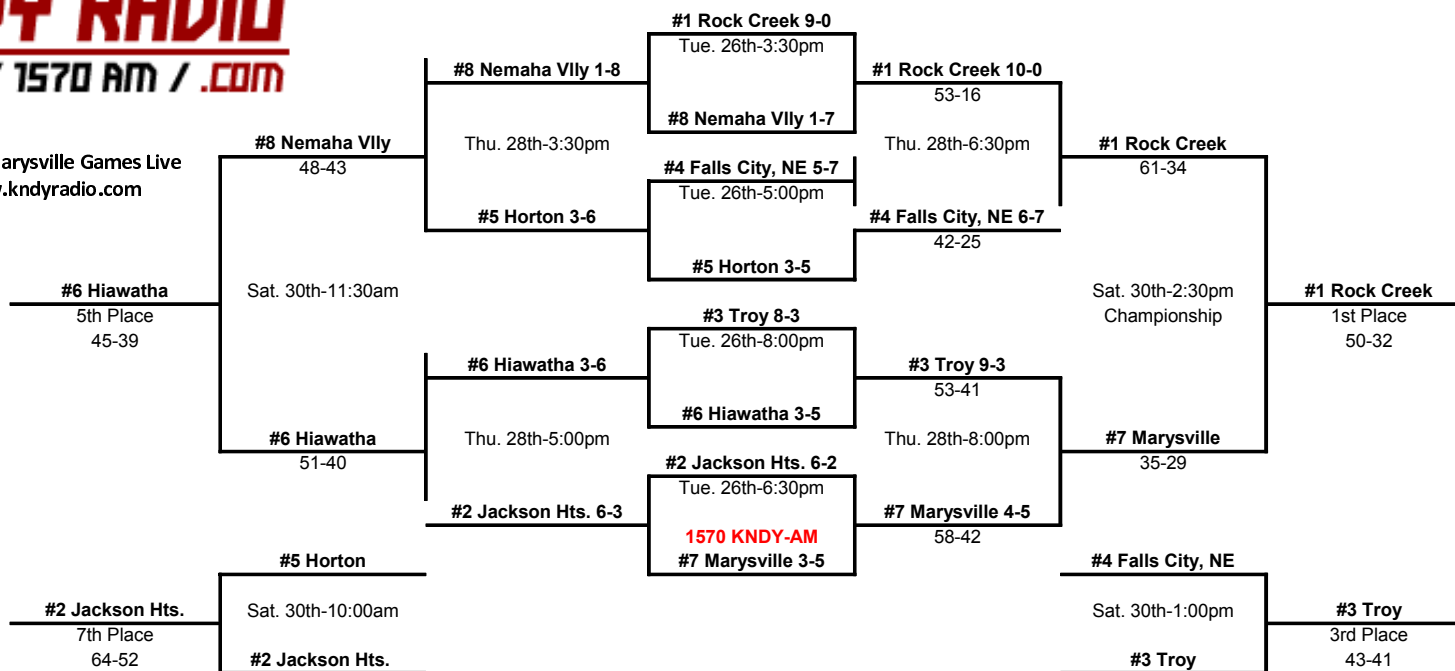 Y RADIO
/ 1570 AM / .COM
arysville Games Live
.kndyradio.com
#6 Hiawatha
5th Place
45-39
#8 Nemaha Vlly
48-43
Sat. 30th-11:30am
#6 Hiawatha
51-40
#8 Nemaha Vlly 1-8
Thu. 28th-3:30pm
#5 Horton 3-6
#6 Hiawatha 3-6
Thu. 28th-5:00pm
#2 Jackson Hts. 6-3
#1 Rock Creek 9-0
Tue. 26th-3:30pm
#8 Nemaha Vlly 1-7
#4 Falls City, NE 5-7
Tue. 26th-5:00pm
#5 Horton 3-5
#3 Troy 8-3
Tue. 26th-8:00pm
#6 Hiawatha 3-5
#2 Jackson Hts. 6-2
Tue. 26th-6:30pm
1570 KNDY-AM
#7 Marysville 3-5
#1 Rock Creek 10-0
53-16
Thu. 28th-6:30pm
#4 Falls City, NE 6-7
42-25
#3 Troy 9-3
53-41
Thu. 28th-8:00pm
#7 Marysville 4-5
58-42
#1 Rock Creek
61-34
Sat. 30th-2:30pm
Championship
#7 Marysville
35-29
#1 Rock Creek
1st Place
50-32
#5 Horton
Sat. 30th-10:00am
#2 Jackson Hts.
#2 Jackson Hts.
7th Place
64-52
#4 Falls City, NE
Sat. 30th-1:00pm
#3 Troy
#3 Troy
3rd Place
43-41